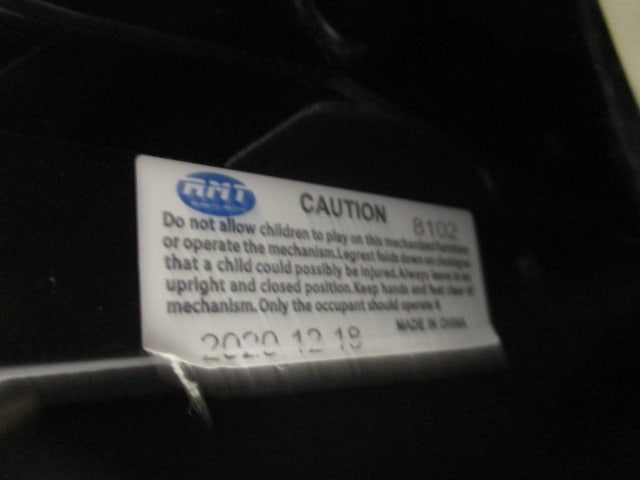 RMT
CAUTION
8102
Do not allow children to play on this mechanized furniture
or operate the mechanism.Legrest folds down on closing so
that a child could possibly be injured.Always leave in an
upright and closed position.Keep hands and feet clear of
mechanism.Only the occupant should operate it
MADE IN CHINA
2020 12 18